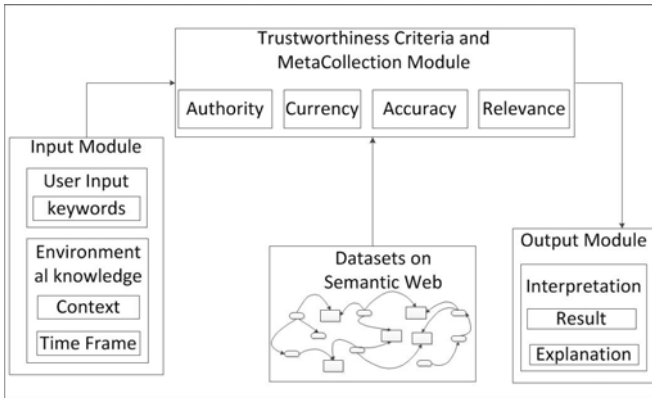 Trustworthiness Criteria and
MetaCollection Module
Authority
Currency
Accuracy
Relevance
Input Module
User Input
keywords
Environment
al knowledge
Context
Time Frame
Datasets on
Semantic Web
Output Module
Interpretation
Result
Explanation